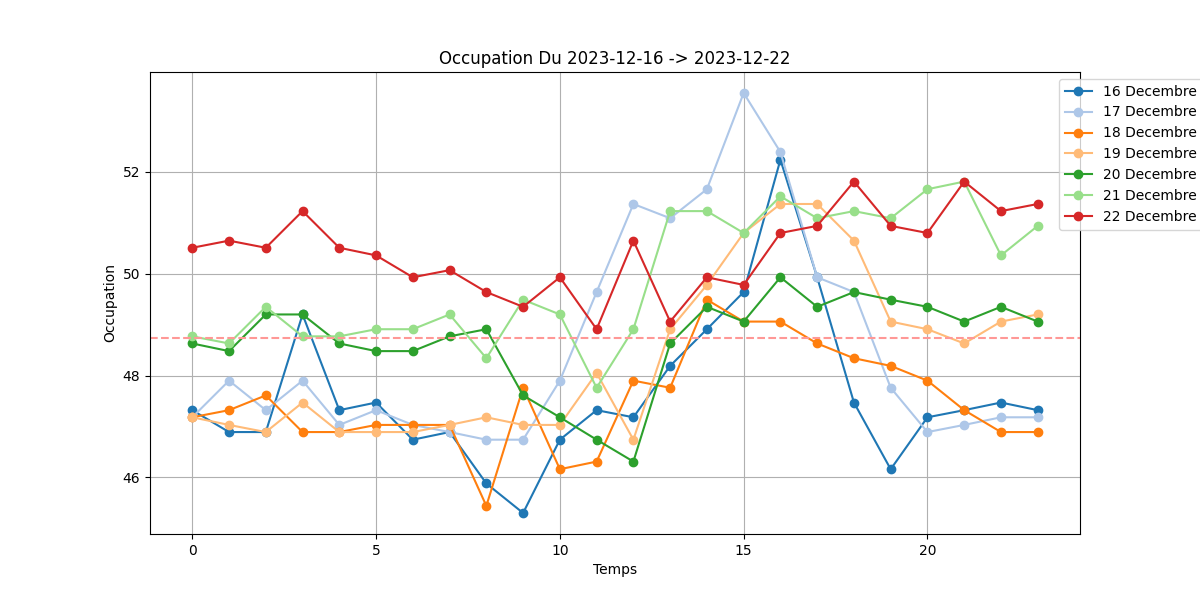 Occupation Du 2023-12-16 -> 2023-12-22
16 Decembre
17 Decembre
18 Decembre
19 Decembre
20 Decembre
21 Decembre
22 Decembre
52
50
48
46
Occupation
0 5 10 15 20
Temps